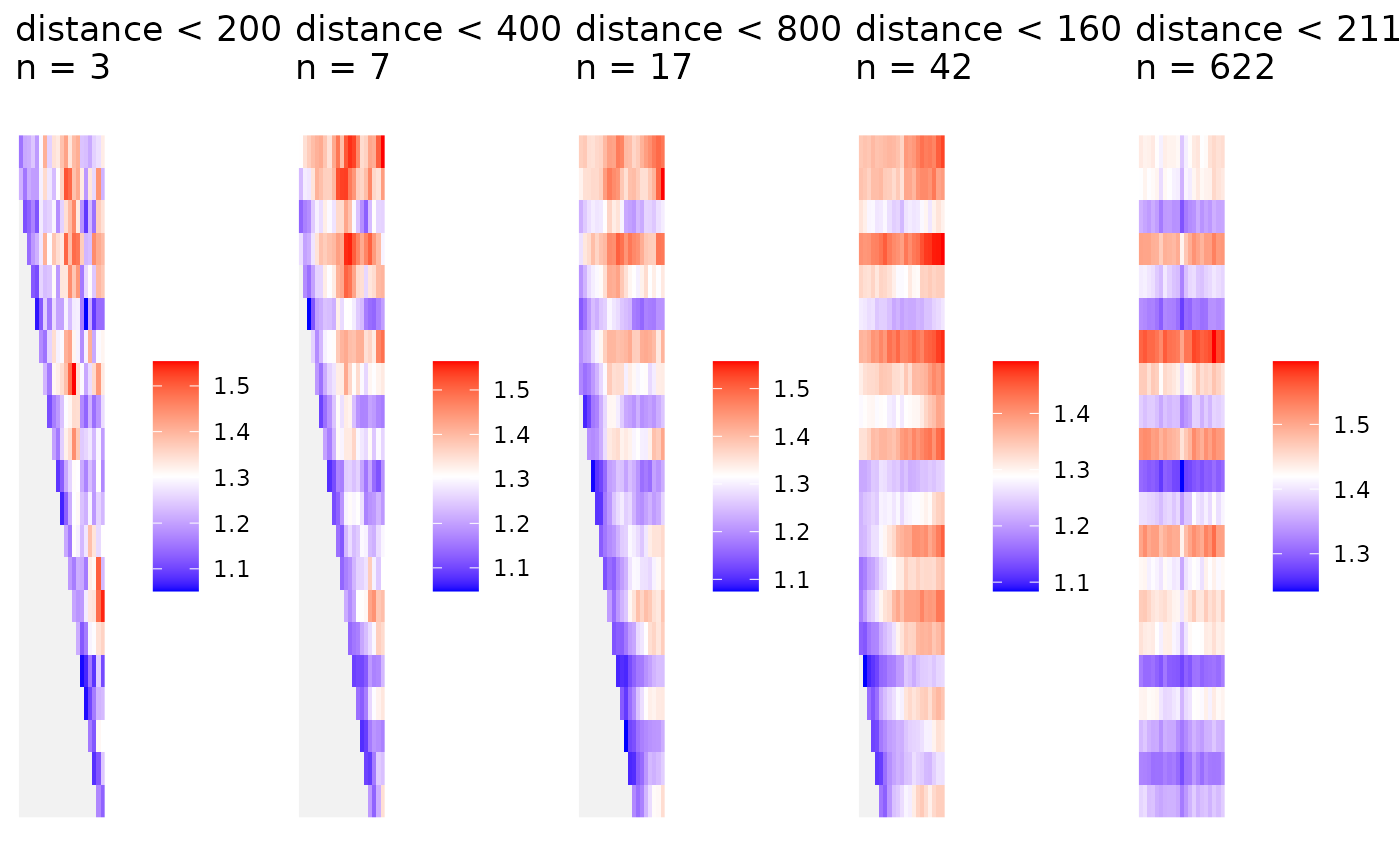 distance < 200
n = 3
1.5
1.4
1.3
1.2
1.1
distance < 400
n = 7
1.5
1.4
1.3
1.2
1.1
distance < 800
n = 17
1.5
1.4
1.3
1.2
1.1
distance < 160
n = 42
1.4
1.3
1.2
1.1
distance < 211
n = 622
1.5
1.4
1.3